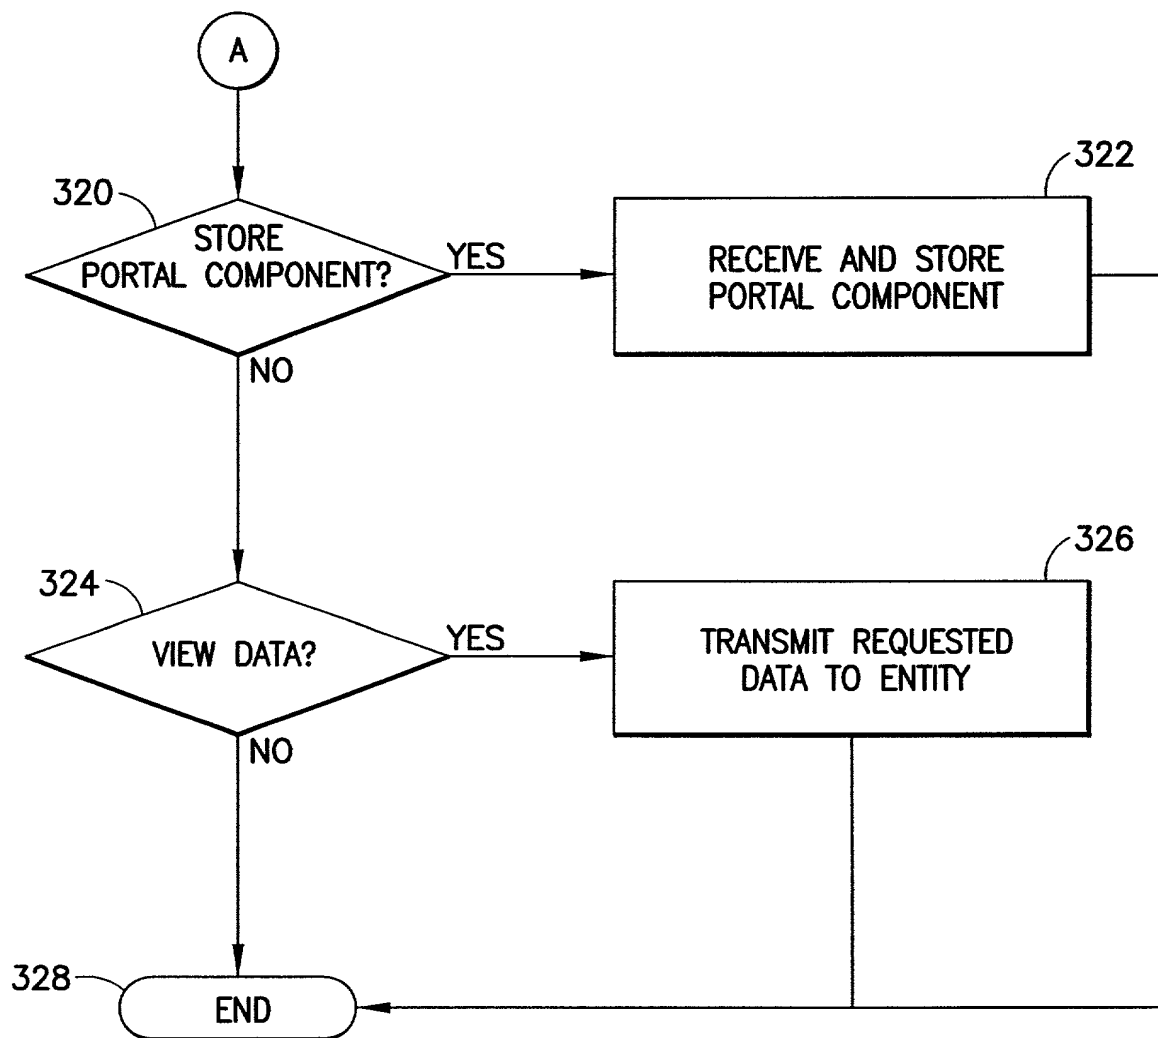 A
320
STORE
PORTAL COMPONENT?
YES
322
RECEIVE AND STORE
PORTAL COMPONENT
NO
324
VIEW DATA?
YES
326
TRANSMIT REQUESTED
DATA TO ENTITY
NO
328
END